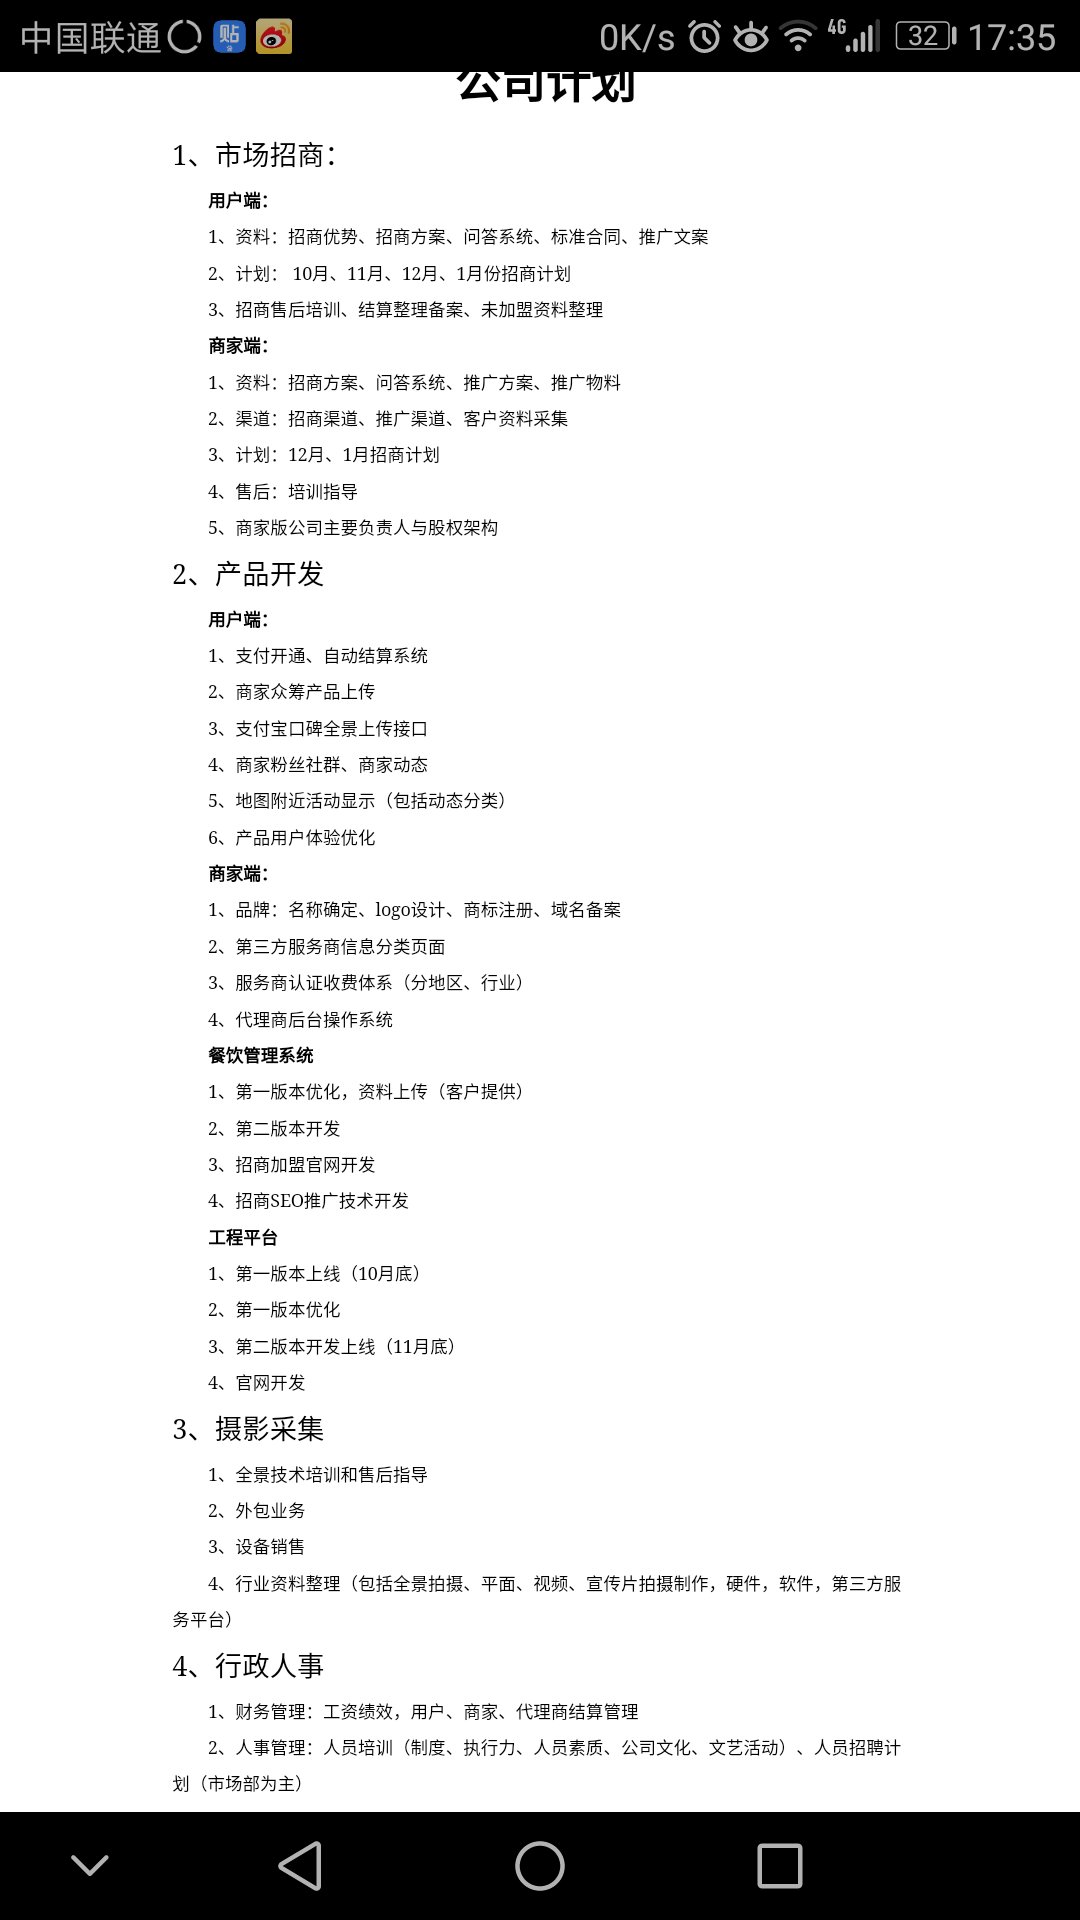 中国联通 贴 0K/s 4G 32 17:35
公司计划
1、市场招商：
用户端：
1、资料：招商优势、招商方案、问答系统、标准合同、推广文案
2、计划： 10月、11月、12月、1月份招商计划
3、招商售后培训、结算整理备案、未加盟资料整理
商家端：
1、资料：招商方案、问答系统、推广方案、推广物料
2、渠道：招商渠道、推广渠道、客户资料采集
3、计划：12月、1月招商计划
4、售后：培训指导
5、商家版公司主要负责人与股权架构
2、产品开发
用户端：
1、支付开通、自动结算系统
2、商家众筹产品上传
3、支付宝口碑全景上传接口
4、商家粉丝社群、商家动态
5、地图附近活动显示（包括动态分类）
6、产品用户体验优化
商家端：
1、品牌：名称确定、logo设计、商标注册、域名备案
2、第三方服务商信息分类页面
3、服务商认证收费体系（分地区、行业）
4、代理商后台操作系统
餐饮管理系统
1、第一版本优化，资料上传（客户提供）
2、第二版本开发
3、招商加盟官网开发
4、招商SEO推广技术开发
工程平台
1、第一版本上线（10月底）
2、第一版本优化
3、第二版本开发上线（11月底）
4、官网开发
3、摄影采集
1、全景技术培训和售后指导
2、外包业务
3、设备销售
4、行业资料整理（包括全景拍摄、平面、视频、宣传片拍摄制作，硬件，软件，第三方服
务平台）
4、行政人事
1、财务管理：工资绩效，用户、商家、代理商结算管理
2、人事管理：人员培训（制度、执行力、人员素质、公司文化、文艺活动）、人员招聘计
划（市场部为主）